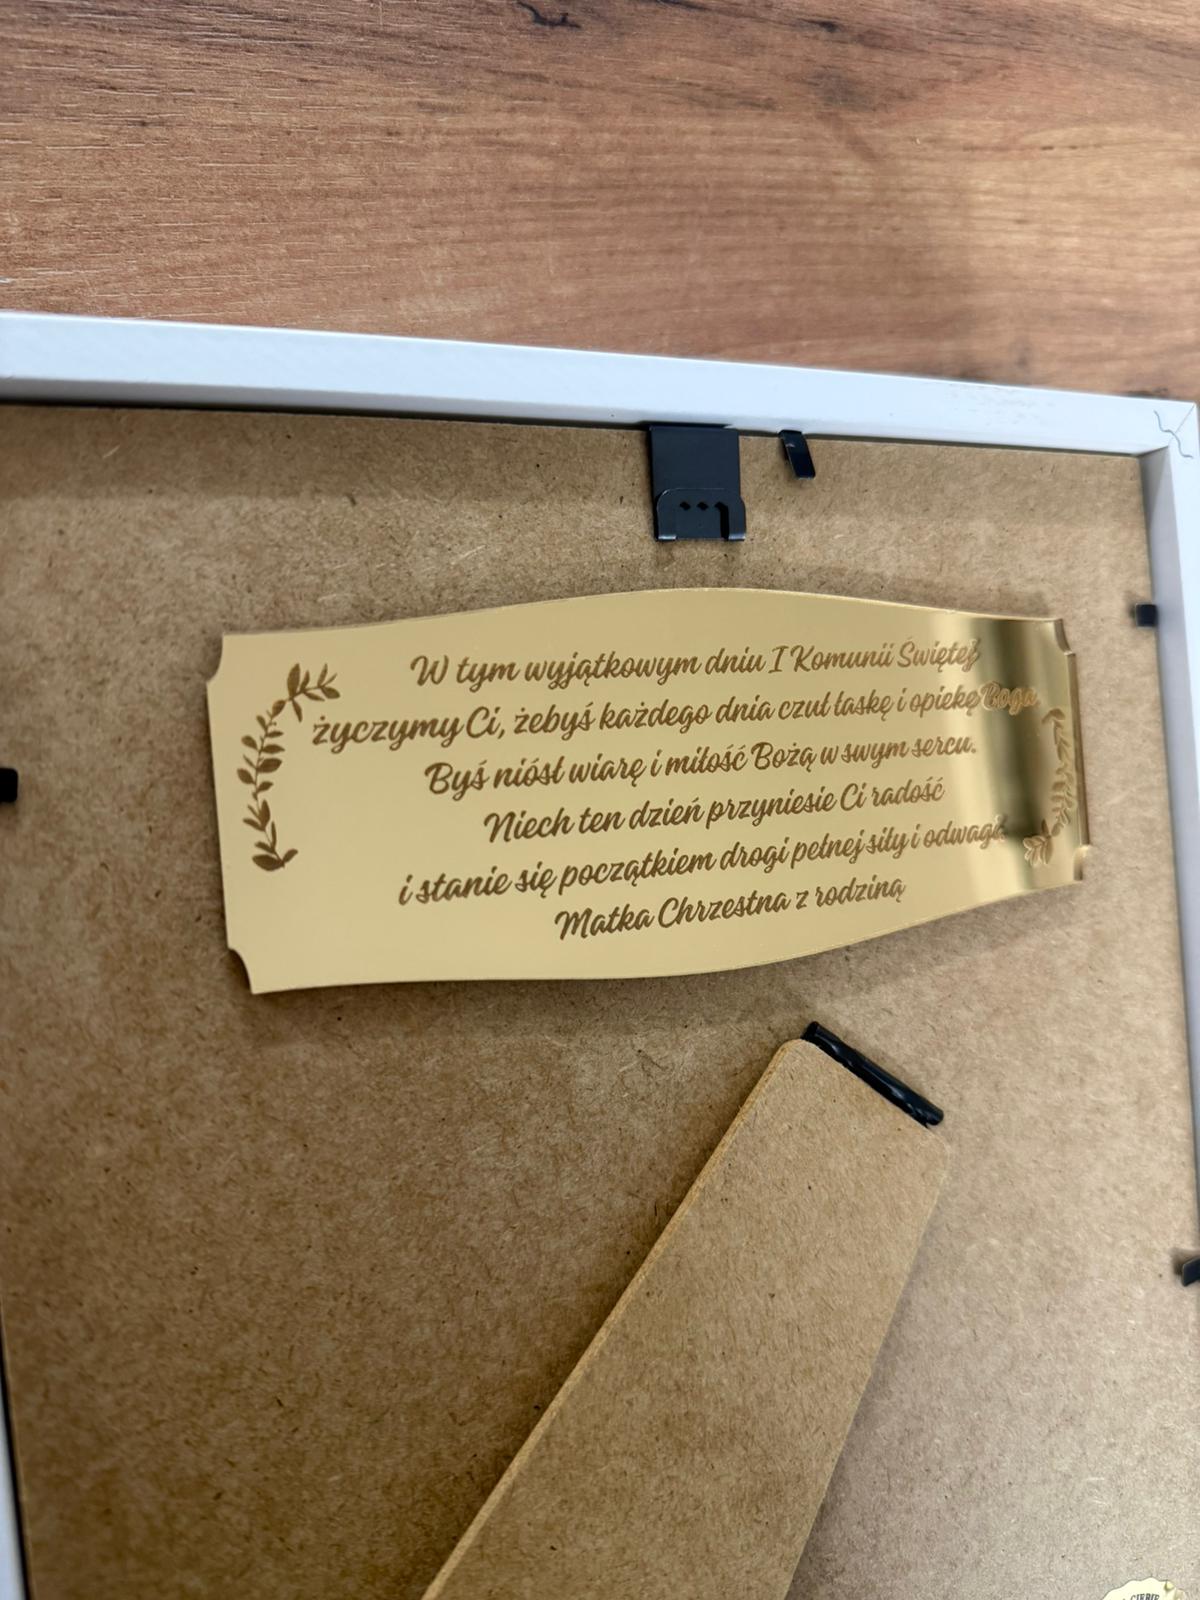 W tym wyjątkowym dniu I Komunii Świętej
życzymy Ci, żebyś każdego dnia czuł łaskę i opiekę Boga.
Byś niósł wiarę i miłość Bożą w swym sercu.
Niech ten dzień przyniesie Ci radość
i stanie się początkiem drogi pełnej siły i odwagi.
Matka Chrzestna z rodziną
CIEBIE